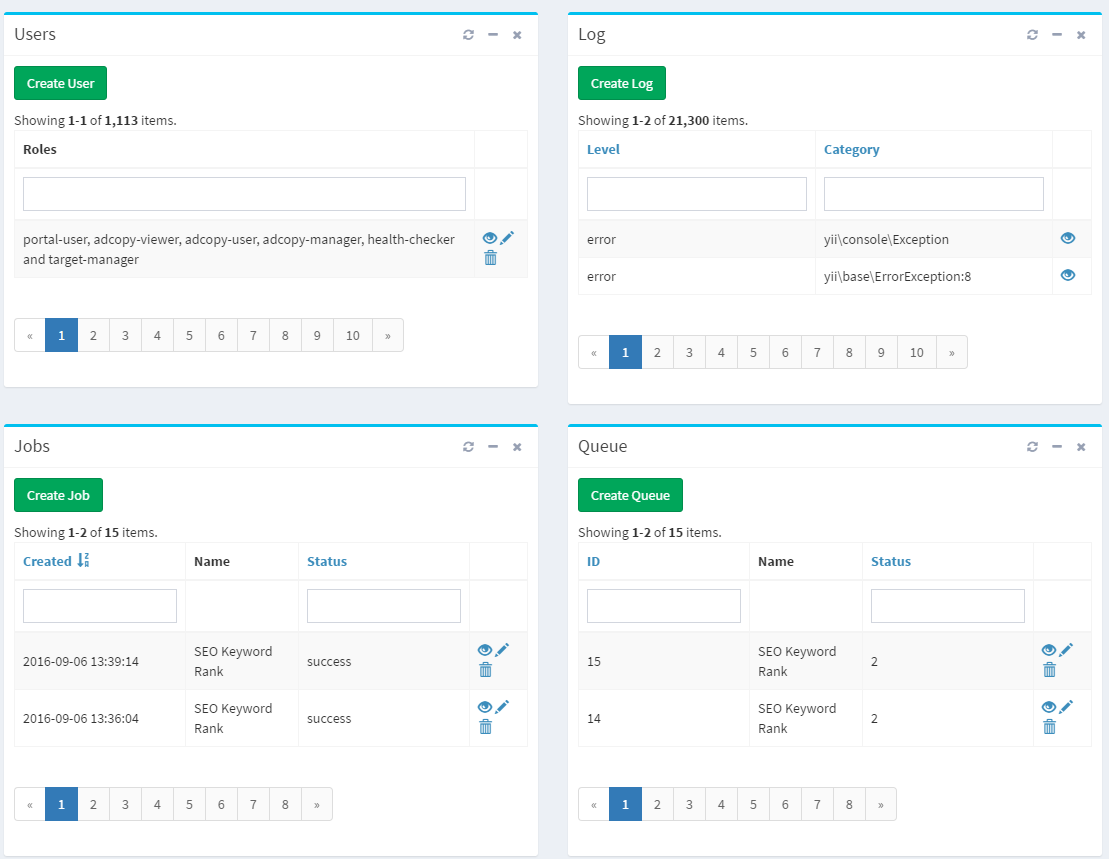 Users
Create User
Showing 1-1 of 1,113 items.
Roles
portal-user, adcopy-viewer, adcopy-user, adcopy-manager, health-checker
and target-manager
« 1 2 3 4 5 6 7 8 9 10 »
Log
Create Log
Showing 1-2 of 21,300 items.
Level Category
error yii\console\Exception
error yii\base\ErrorException:8
« 1 2 3 4 5 6 7 8 9 10 »
Jobs
Create Job
Showing 1-2 of 15 items.
Created Name Status
2016-09-06 13:39:14 SEO Keyword Rank success
2016-09-06 13:36:04 SEO Keyword Rank success
« 1 2 3 4 5 6 7 8 »
Queue
Create Queue
Showing 1-2 of 15 items.
ID Name Status
15 SEO Keyword Rank 2
14 SEO Keyword Rank 2
« 1 2 3 4 5 6 7 8 »